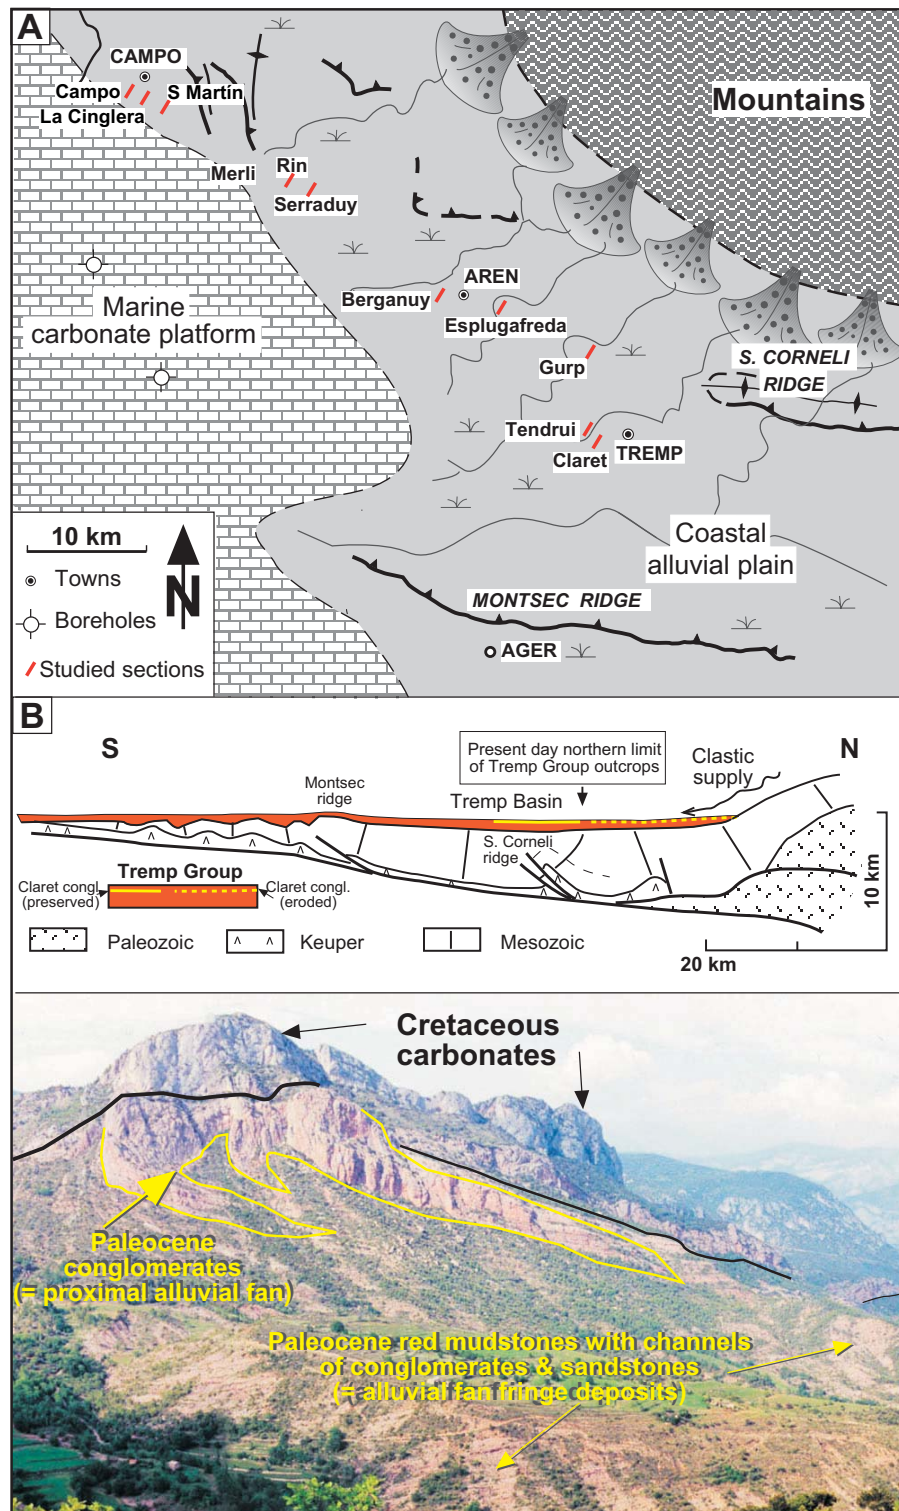 A
CAMPO
Campo
S Martín
La Cinglera
Mountains
Merli
Rin
Serraduy
AREN
Berganuy
Esplugafreda
Marine
carbonate platform
Gurp
S. CORNELI
RIDGE
Tendrui
Claret
TREMP
Coastal
alluvial plain
10 km
N
Towns
Boreholes
Studied sections
MONTSEC RIDGE
AGER
B
S
N
Present day northern limit
of Tremp Group outcrops
Clastic
supply
Montsec
ridge
Tremp Basin
S. Corneli
ridge
Tremp Group
Claret congl.
(preserved)
Claret congl.
(eroded)
10 km
Paleozoic
Keuper
Mesozoic
20 km
Cretaceous
carbonates
Paleocene
conglomerates
(= proximal alluvial fan)
Paleocene red mudstones with channels
of conglomerates & sandstones
(= alluvial fan fringe deposits)